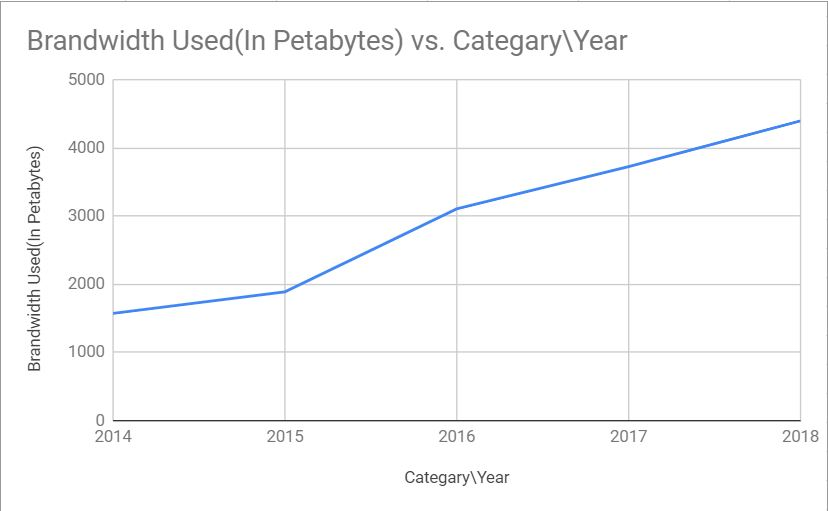 Brandwidth Used(In Petabytes) vs. Categary\Year
Brandwidth Used(In Petabytes)
5000
4000
3000
2000
1000
0
2014 2015 2016 2017 2018
Categary\Year